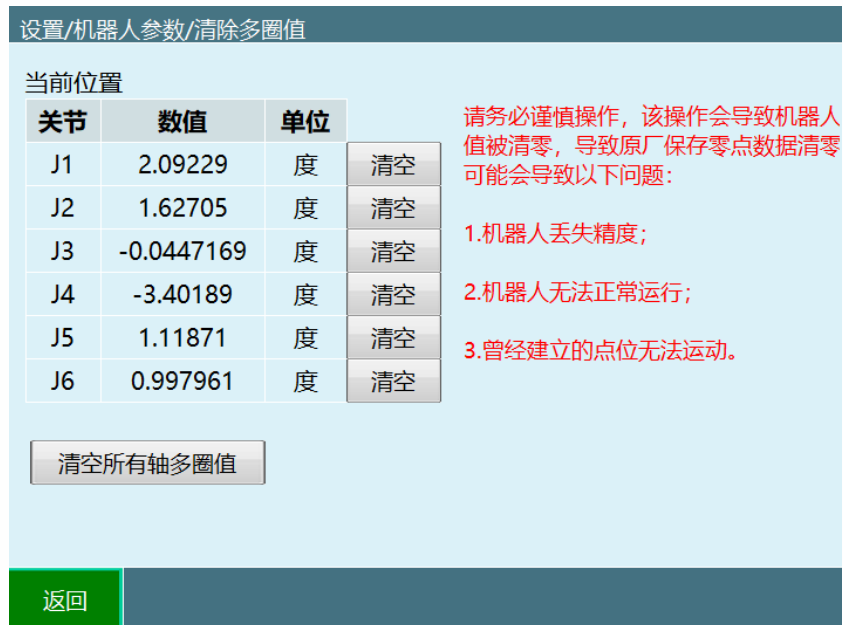 设置/机器人参数/清除多圈值
当前位置
关节 数值 单位
J1 2.09229 度 清空
J2 1.62705 度 清空
J3 -0.0447169 度 清空
J4 -3.40189 度 清空
J5 1.11871 度 清空
J6 0.997961 度 清空
请务必谨慎操作，该操作会导致机器人
值被清零，导致原厂保存零点数据清零
可能会导致以下问题：
1.机器人丢失精度；
2.机器人无法正常运行；
3.曾经建立的点位无法运动。
清空所有轴多圈值
返回